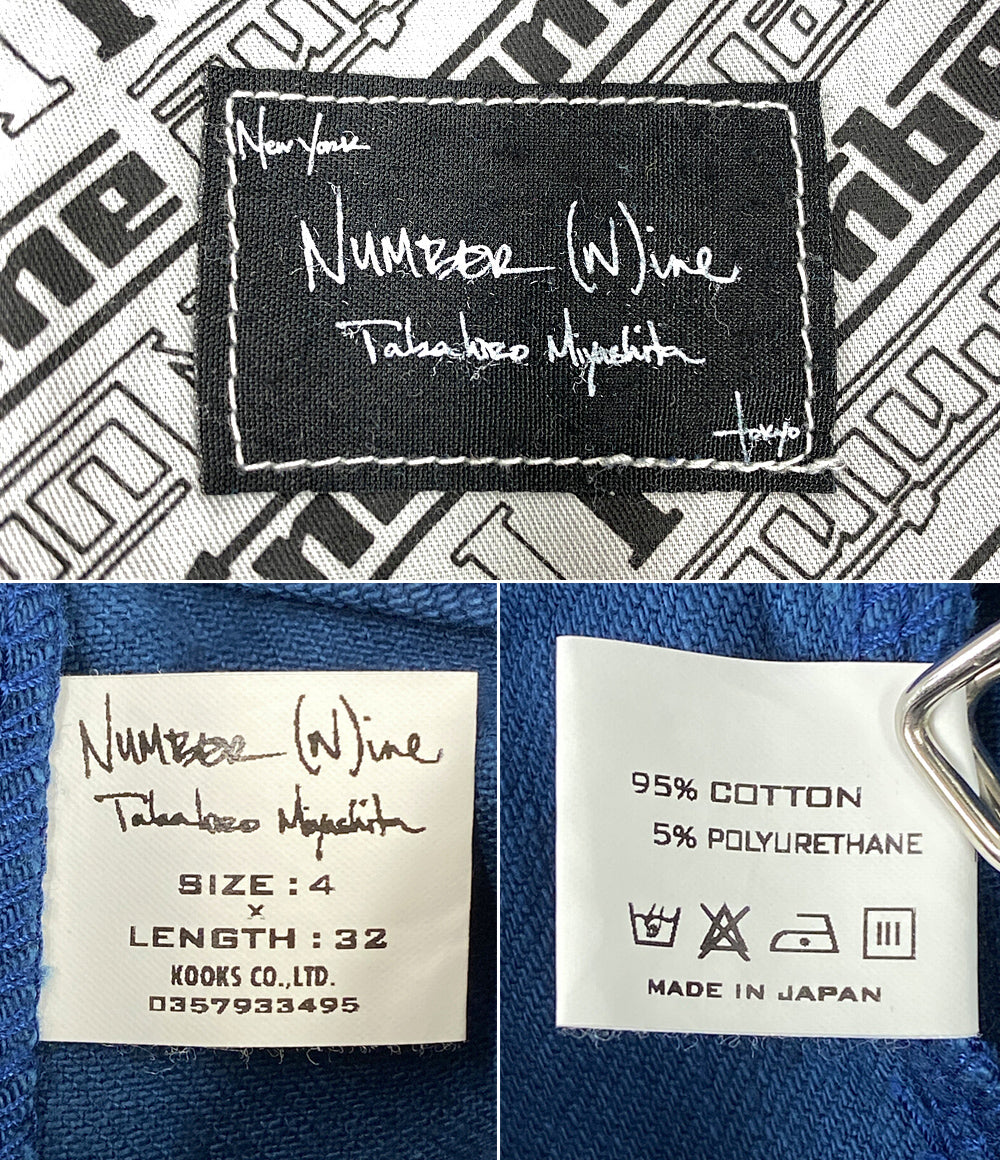 New York
NUMBER (N)ine
Takahiro Miyashita
Tokyo
NUMBER (N)ine
Takahiro Miyashita
SIZE : 4
x
LENGTH : 32
KOOKS CO.,LTD.
0357933495
95% COTTON
5% POLYURETHANE
MADE IN JAPAN